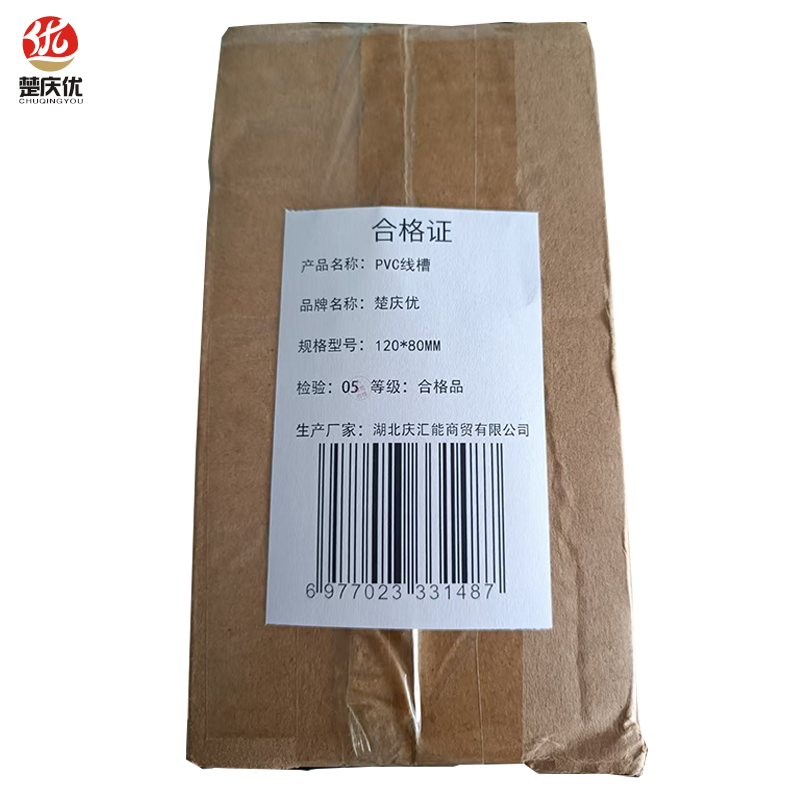 优
楚庆优
CHUQINGYOU
合格证
产品名称：PVC线槽
品牌名称：楚庆优
规格型号：120*80MM
检验：05 等级：合格品
生产厂家：湖北庆汇能商贸有限公司
6 977023 331487